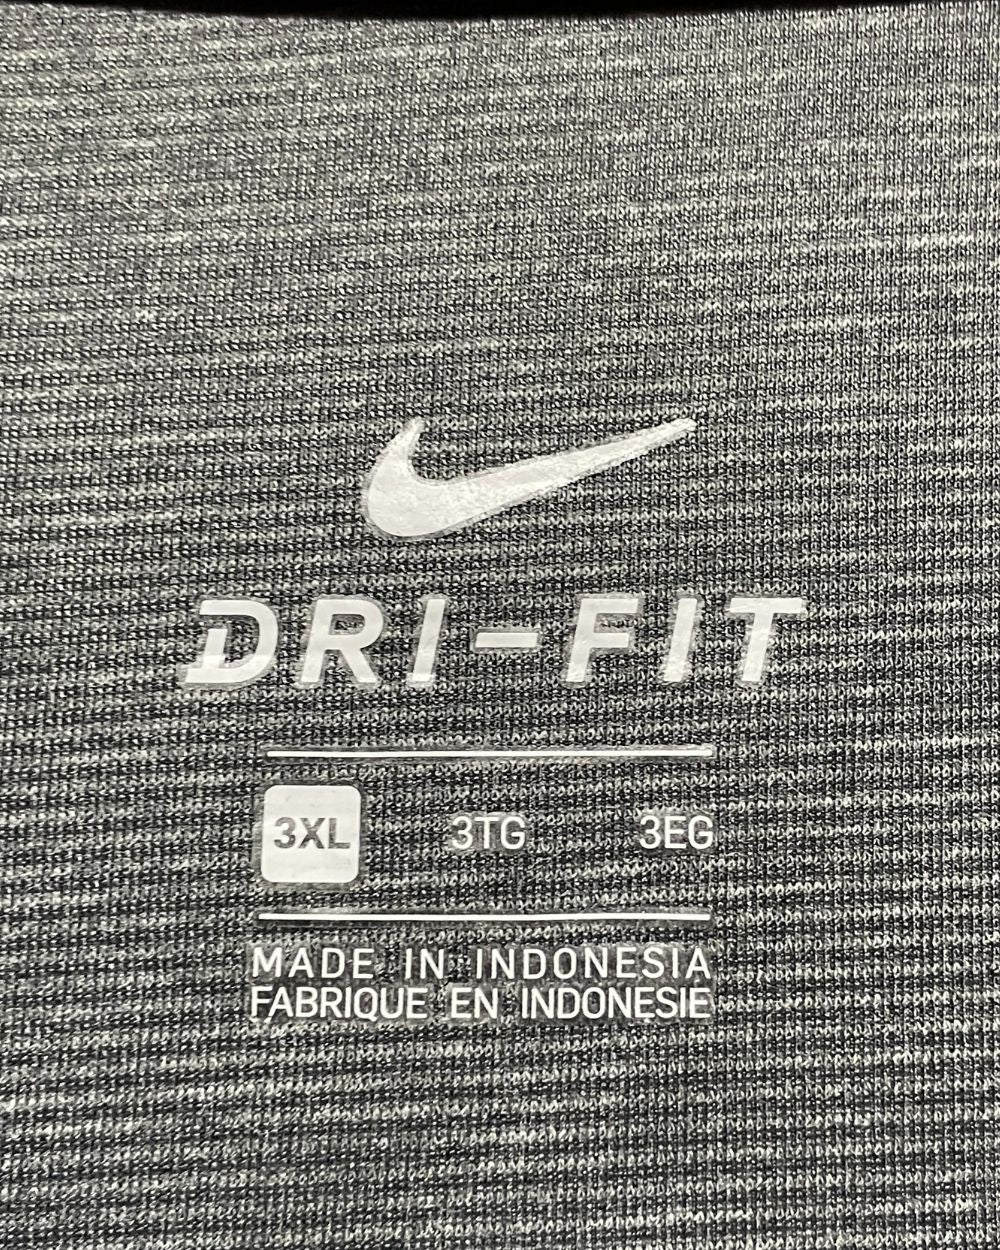 DRI-FIT
3XL 3TG 3EG
MADE IN INDONESIA
FABRIQUE EN INDONESIE